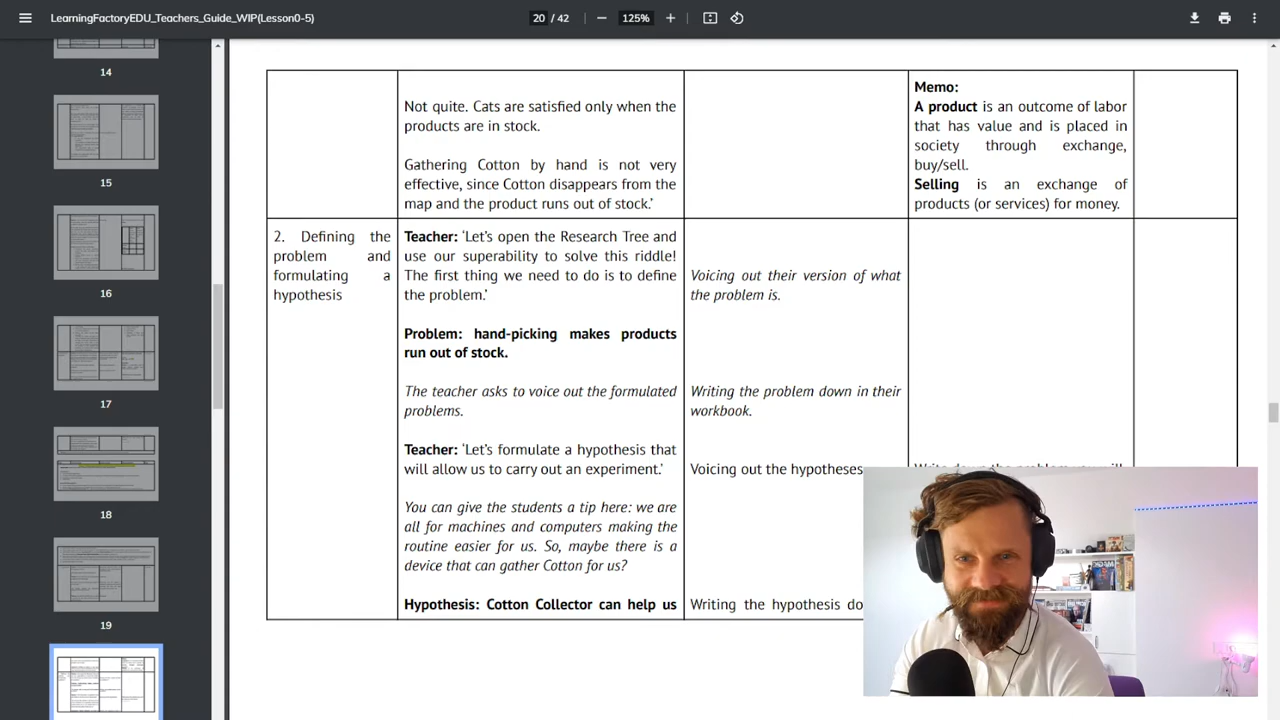 LearningFactoryEDU_Teachers_Guide_WIP(Lesson0-5)
20 / 42
125%
14
15
16
17
18
19
Not quite. Cats are satisfied only when the
products are in stock.
Gathering Cotton by hand is not very
effective, since Cotton disappears from the
map and the product runs out of stock.’
Memo:
A product is an outcome of labor
that has value and is placed in
society through exchange,
buy/sell.
Selling is an exchange of
products (or services) for money.
2. Defining the
problem and
formulating a
hypothesis
Teacher: ‘Let’s open the Research Tree and
use our superability to solve this riddle!
The first thing we need to do is to define
the problem.’
Problem: hand-picking makes products
run out of stock.
The teacher asks to voice out the formulated
problems.
Teacher: ‘Let’s formulate a hypothesis that
will allow us to carry out an experiment.’
You can give the students a tip here: we are
all for machines and computers making the
routine easier for us. So, maybe there is a
device that can gather Cotton for us?
Hypothesis: Cotton Collector can help us
Voicing out their version of what
the problem is.
Writing the problem down in their
workbook.
Voicing out the hypotheses
Writing the hypothesis do